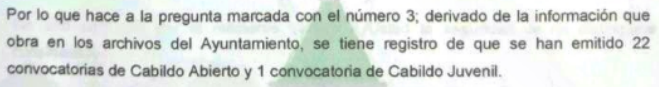 Por lo que hace a la pregunta marcada con el número 3; derivado de la información que
obra en los archivos del Ayuntamiento, se tiene registro de que se han emitido 22
convocatorias de Cabildo Abierto y 1 convocatoria de Cabildo Juvenil.